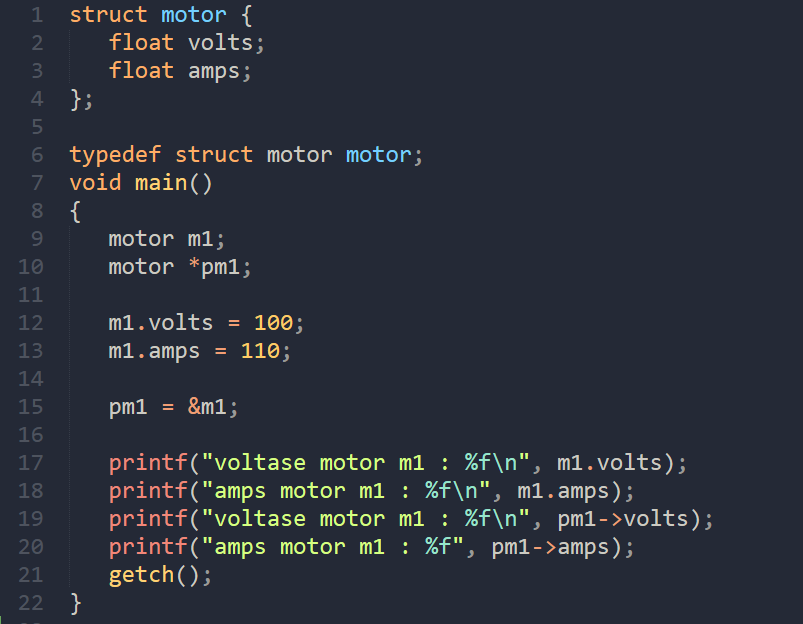 1 struct motor {
2    float volts;
3    float amps;
4 };
5
6 typedef struct motor motor;
7 void main()
8 {
9    motor m1;
10    motor *pm1;
11
12    m1.volts = 100;
13    m1.amps = 110;
14
15    pm1 = &m1;
16
17    printf("voltase motor m1 : %f\n", m1.volts);
18    printf("amps motor m1 : %f\n", m1.amps);
19    printf("voltase motor m1 : %f\n", pm1->volts);
20    printf("amps motor m1 : %f", pm1->amps);
21    getch();
22 }